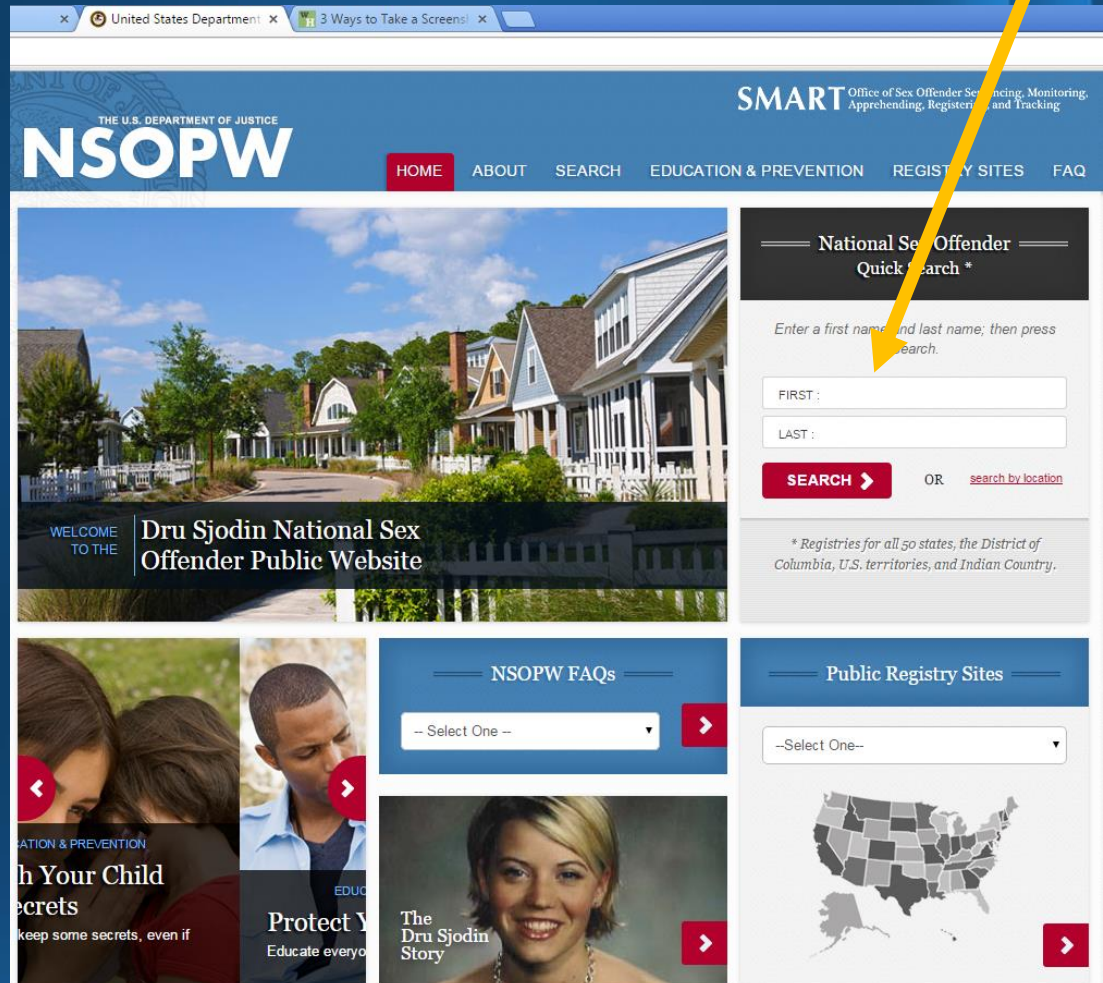 United States Department
3 Ways to Take a Screens
THE U.S. DEPARTMENT OF JUSTICE
NSOPW
SMART Office of Sex Offender Sentencing, Monitoring,
Apprehending, Registering, and Tracking
HOME ABOUT SEARCH EDUCATION & PREVENTION REGISTRY SITES FAQ
WELCOME
TO THE
Dru Sjodin National Sex
Offender Public Website
National Sex Offender
Quick Search *
Enter a first name and last name; then press
search.
FIRST :
LAST :
SEARCH OR search by location
* Registries for all 50 states, the District of
Columbia, U.S. territories, and Indian Country.
ATION & PREVENTION
h Your Child
ecrets
keep some secrets, even if
EDUC
Protect Y
Educate everyo
NSOPW FAQs
-- Select One --
The
Dru Sjodin
Story
Public Registry Sites
--Select One--